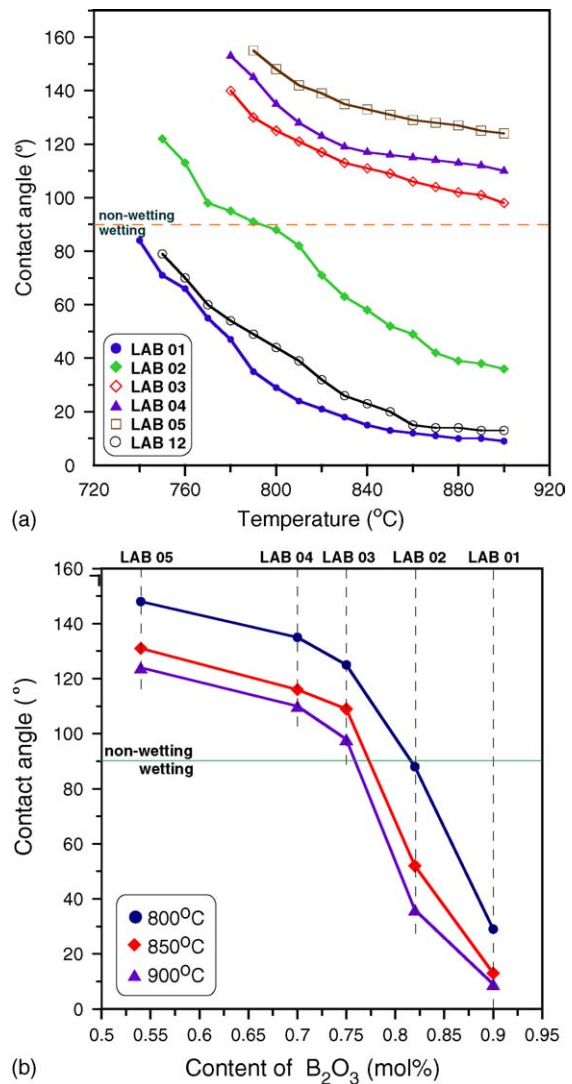 160
140
120
100
80
60
40
20
0
Contact angle (º)
non-wetting
wetting
LAB 01
LAB 02
LAB 03
LAB 04
LAB 05
LAB 12
720 760 800 840 880 920
(a) Temperature (ºC)
LAB 05 LAB 04 LAB 03 LAB 02 LAB 01
160
140
120
100
80
60
40
20
0
Contact angle (º)
non-wetting
wetting
800ºC
850ºC
900ºC
0.5 0.55 0.6 0.65 0.7 0.75 0.8 0.85 0.9 0.95
(b) Content of B₂O₃ (mol%)